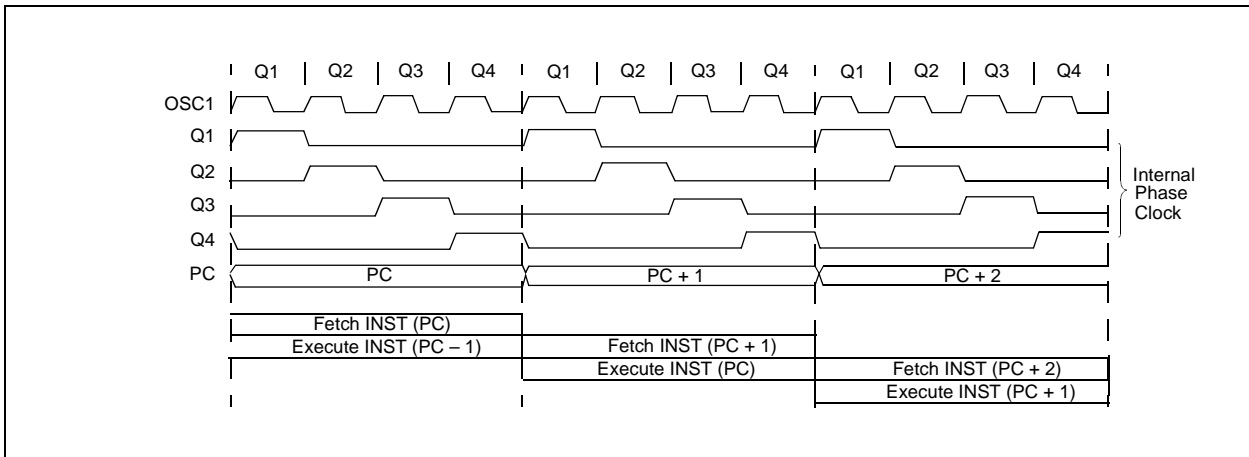 Q1 Q2 Q3 Q4 Q1 Q2 Q3 Q4 Q1 Q2 Q3 Q4
OSC1
Q1
Q2
Q3
Q4
PC PC PC + 1 PC + 2
Internal
Phase
Clock
Fetch INST (PC)
Execute INST (PC – 1) Fetch INST (PC + 1)
Execute INST (PC) Fetch INST (PC + 2)
Execute INST (PC + 1)